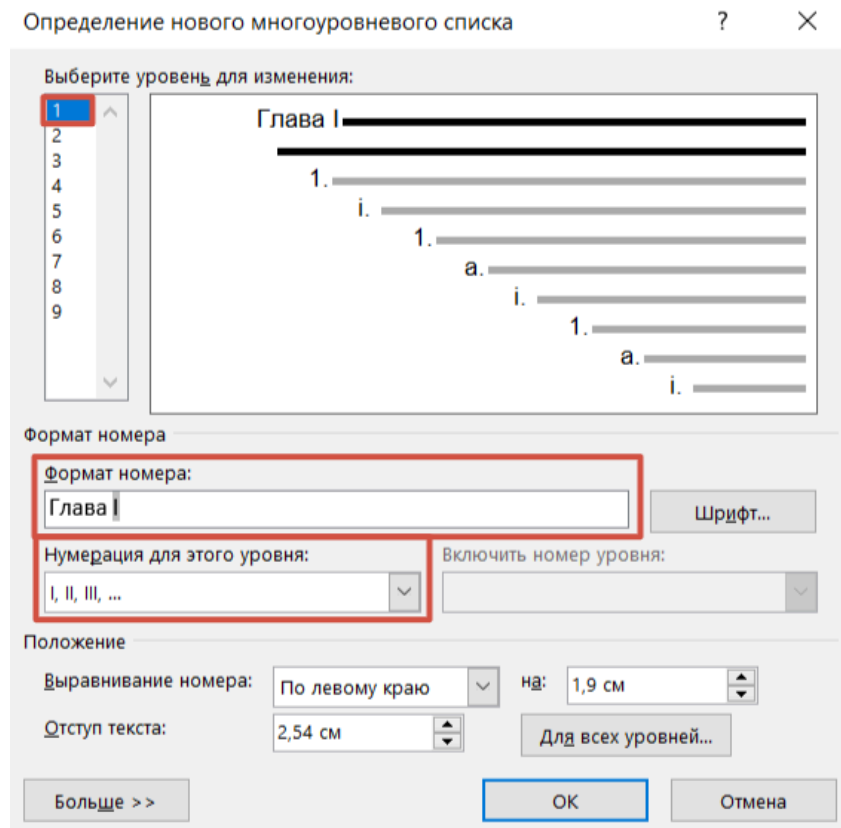 Определение нового многоуровневого списка ? ×
Выберите уровень для изменения:
1
2
3
4
5
6
7
8
9
Глава I
1.
i.
1.
a.
i.
1.
a.
i.
Формат номера
Формат номера:
Глава I
Шрифт...
Нумерация для этого уровня: Включить номер уровня:
I, II, III, ...
Положение
Выравнивание номера: По левому краю на: 1,9 см
Отступ текста: 2,54 см Для всех уровней...
Больше >> ОК Отмена